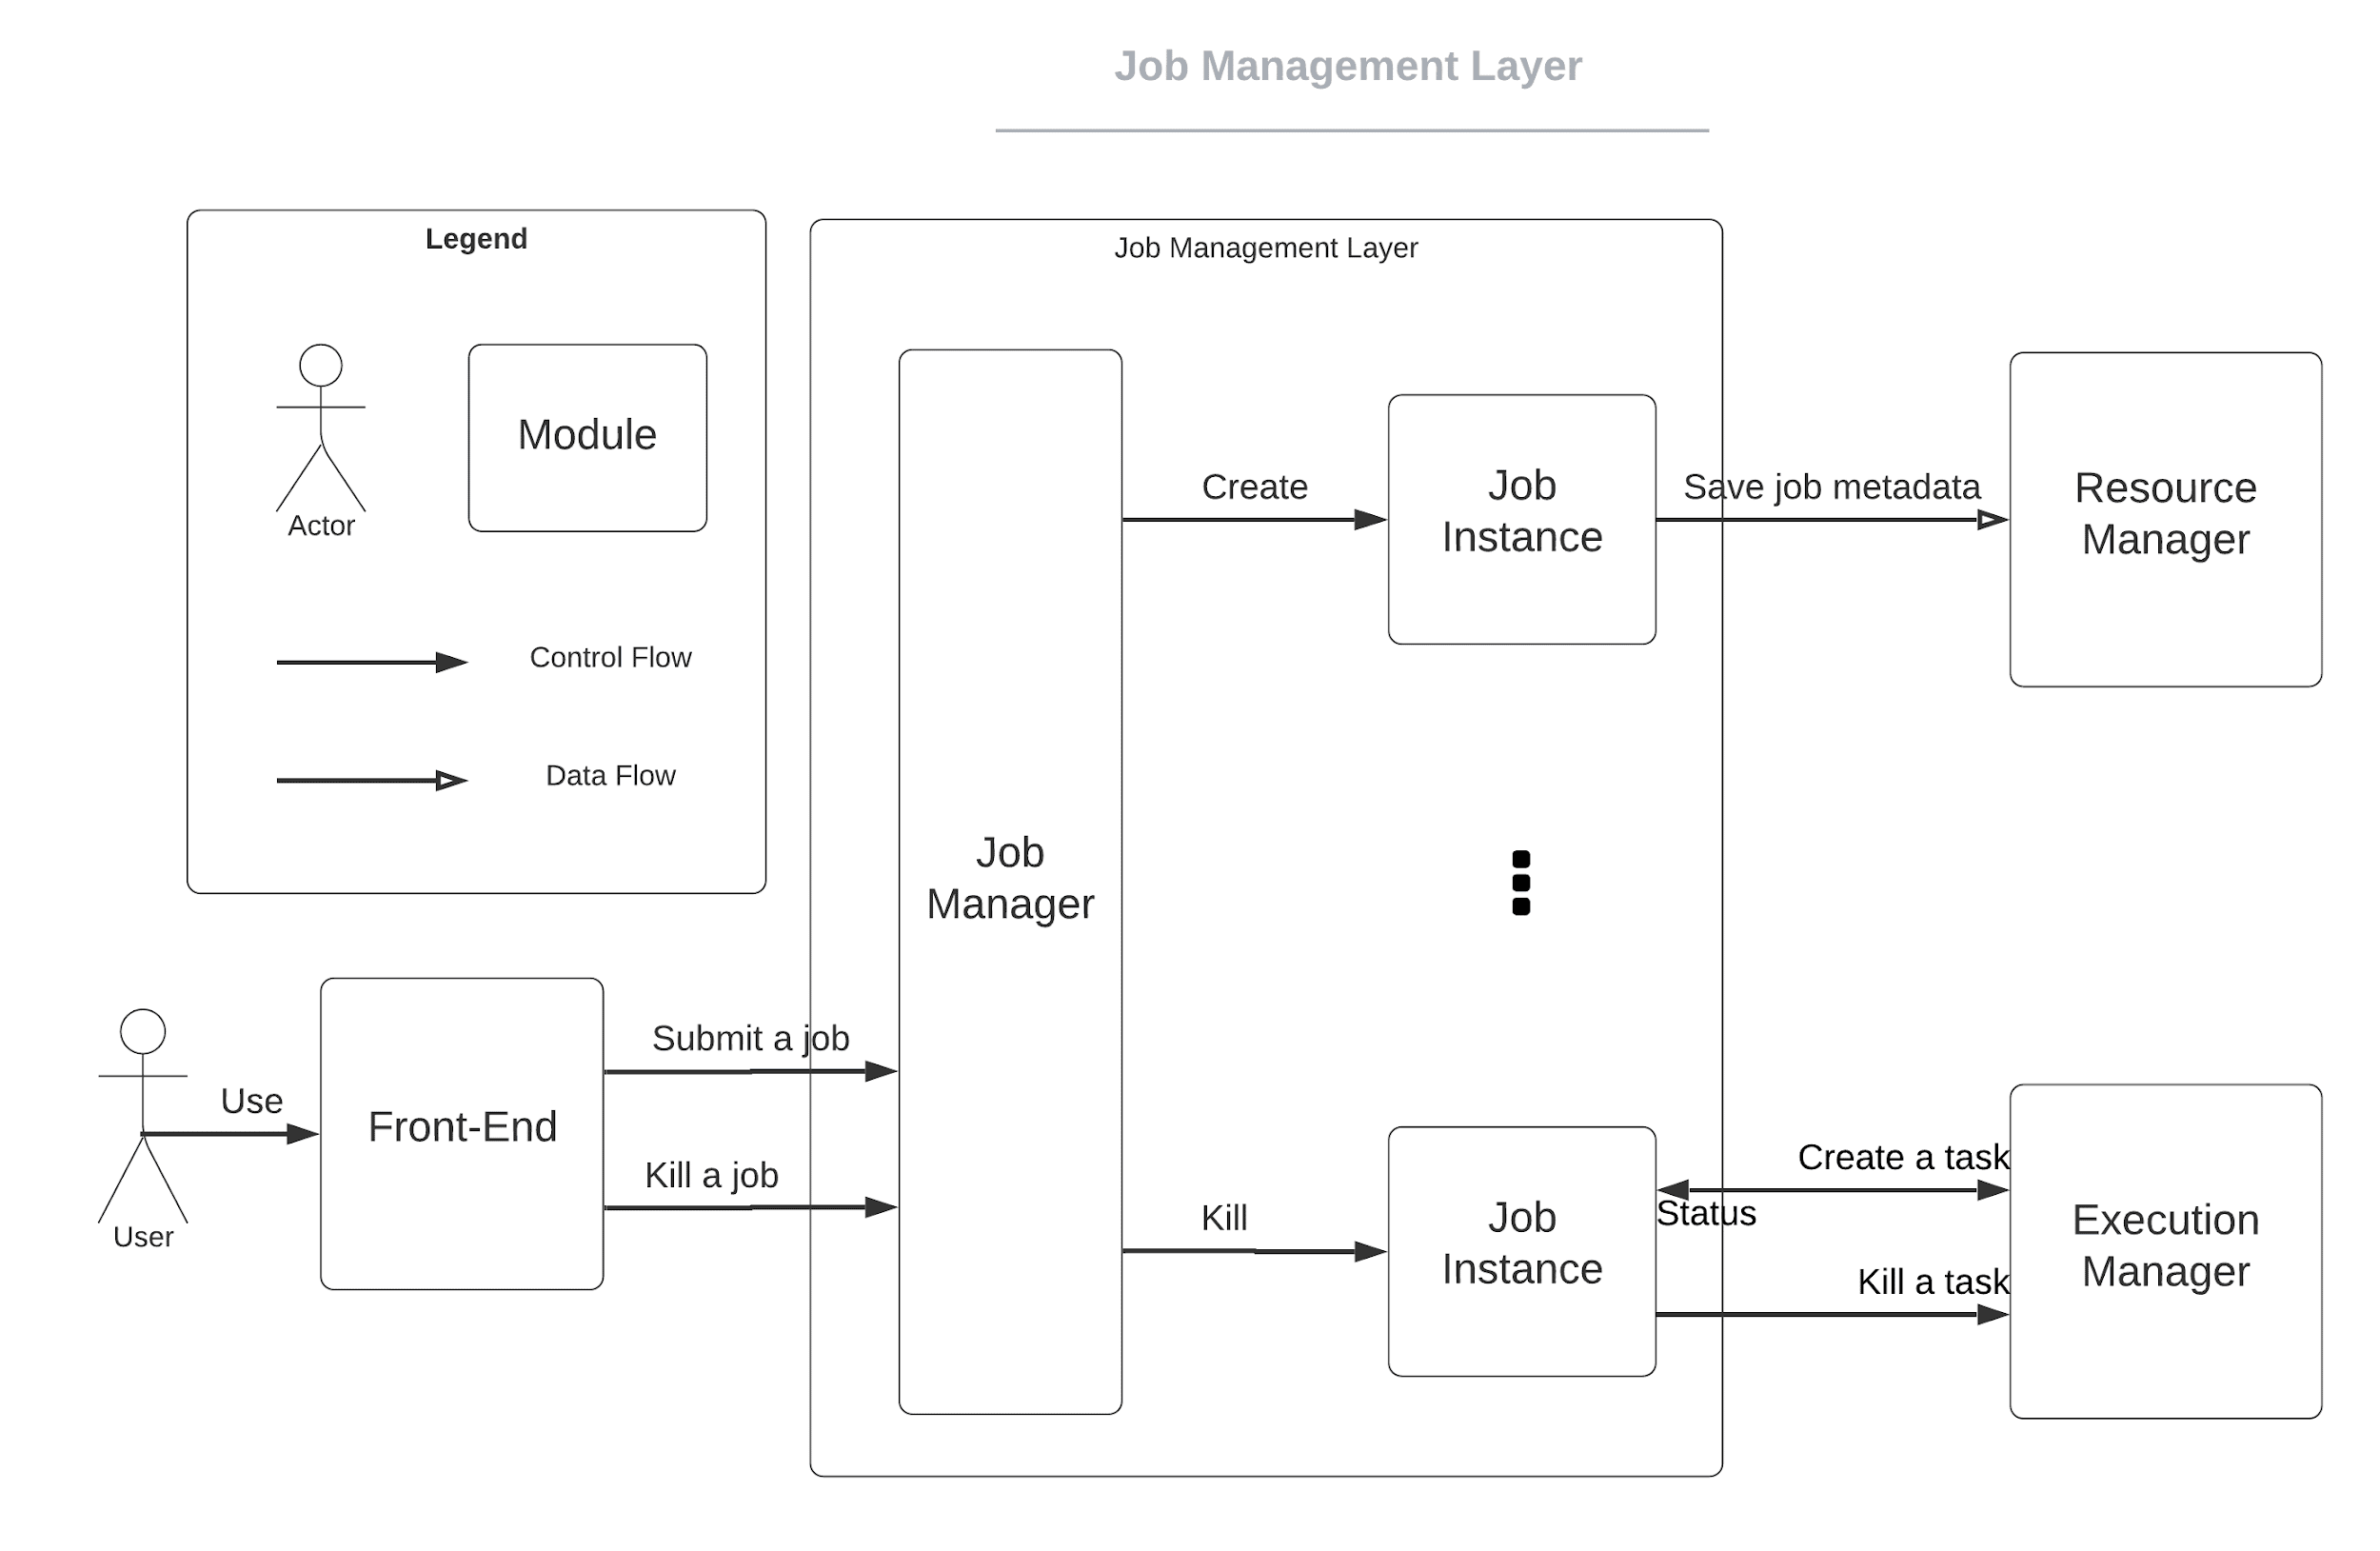 Job Management Layer
Legend
Actor
Module
Control Flow
Data Flow
Job Management Layer
Job
Manager
Create
Job
Instance
Save job metadata
Resource
Manager
User
Use
Front-End
Submit a job
Kill a job
Kill
Job
Instance
Create a task
Status
Kill a task
Execution
Manager